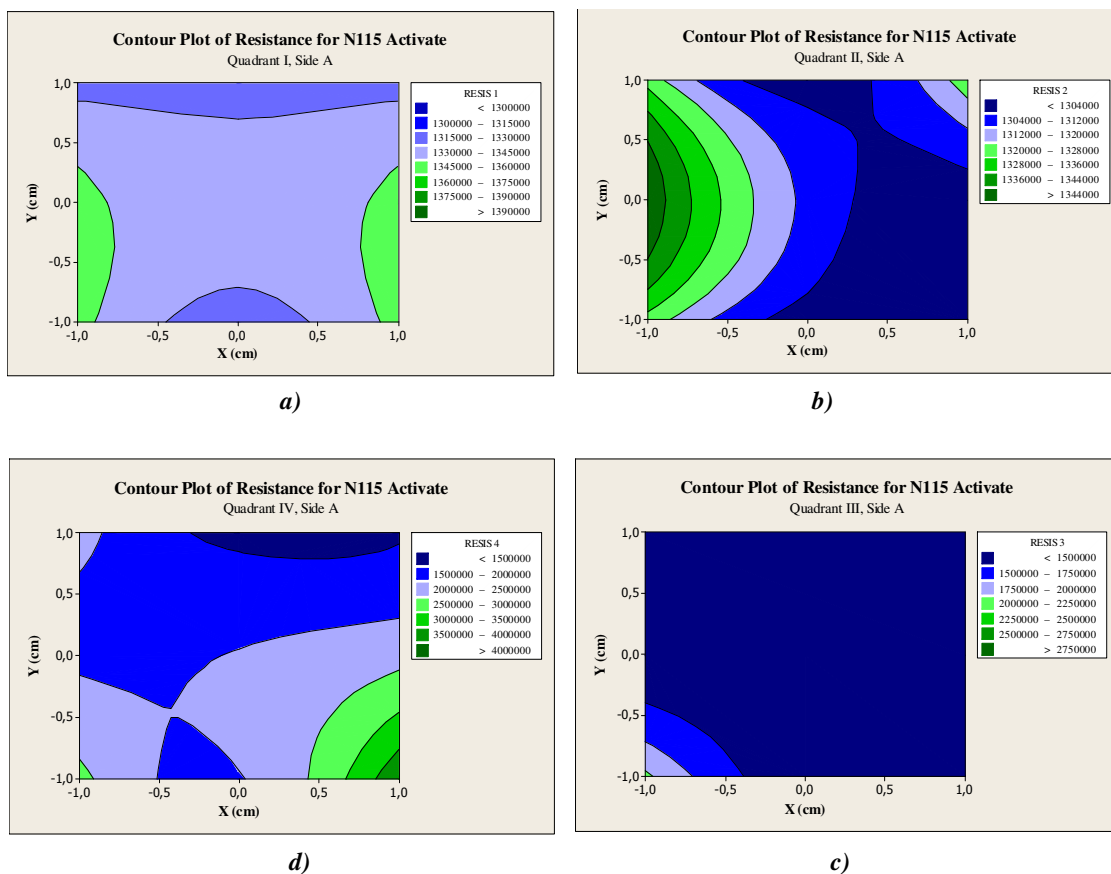 Contour Plot of Resistance for N115 Activate
Quadrant I, Side A
1,0
0,5
0,0
-0,5
-1,0
Y (cm)
-1,0 -0,5 0,0 0,5 1,0
X (cm)
RESIS 1
< 1300000
1300000 – 1315000
1315000 – 1330000
1330000 – 1345000
1345000 – 1360000
1360000 – 1375000
1375000 – 1390000
> 1390000
a)
Contour Plot of Resistance for N115 Activate
Quadrant II, Side A
1,0
0,5
0,0
-0,5
-1,0
Y (cm)
-1,0 -0,5 0,0 0,5 1,0
X (cm)
RESIS 2
< 1304000
1304000 – 1312000
1312000 – 1320000
1320000 – 1328000
1328000 – 1336000
1336000 – 1344000
> 1344000
b)
Contour Plot of Resistance for N115 Activate
Quadrant IV, Side A
1,0
0,5
0,0
-0,5
-1,0
Y (cm)
-1,0 -0,5 0,0 0,5 1,0
X (cm)
RESIS 4
< 1500000
1500000 – 2000000
2000000 – 2500000
2500000 – 3000000
3000000 – 3500000
3500000 – 4000000
> 4000000
d)
Contour Plot of Resistance for N115 Activate
Quadrant III, Side A
1,0
0,5
0,0
-0,5
-1,0
Y (cm)
-1,0 -0,5 0,0 0,5 1,0
X (cm)
RESIS 3
< 1500000
1500000 – 1750000
1750000 – 2000000
2000000 – 2250000
2250000 – 2500000
2500000 – 2750000
> 2750000
c)